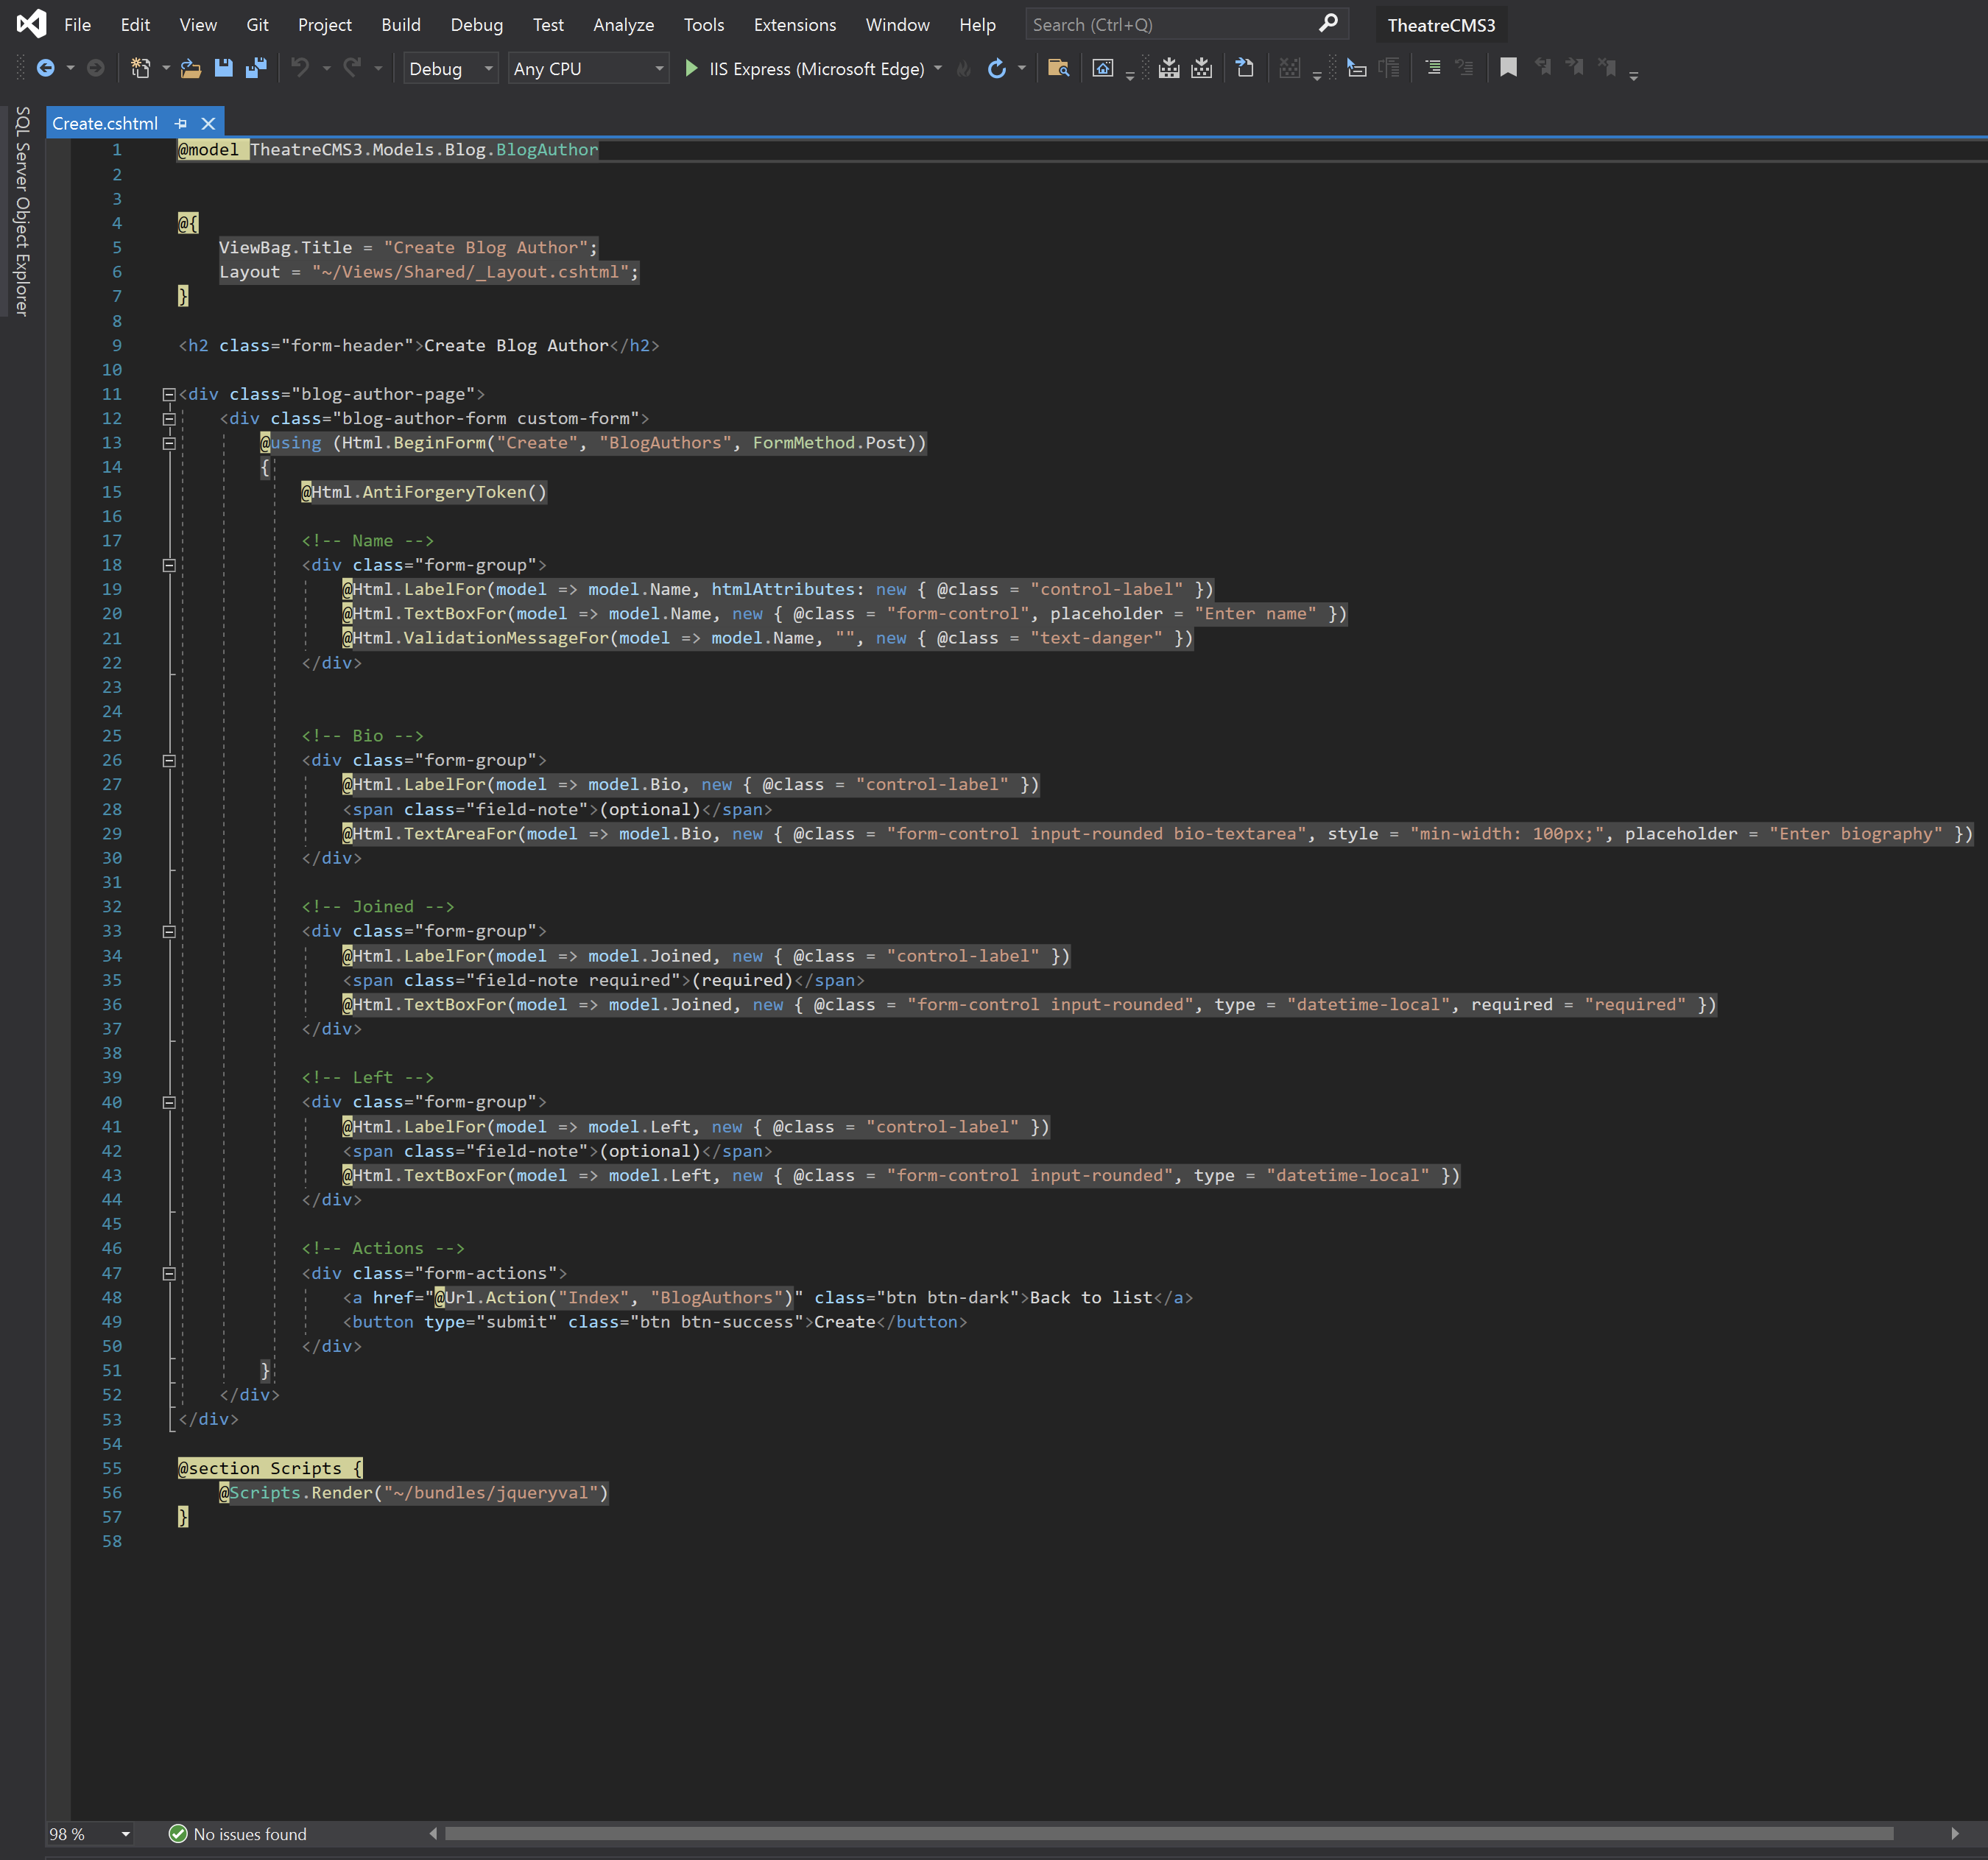 File Edit View Git Project Build Debug Test Analyze Tools Extensions Window Help Search (Ctrl+Q) TheatreCMS3
Debug Any CPU IIS Express (Microsoft Edge)
SQL Server Object Explorer
Create.cshtml
1 @model TheatreCMS3.Models.Blog.BlogAuthor
2
3
4 @{
5     ViewBag.Title = "Create Blog Author";
6     Layout = "~/Views/Shared/_Layout.cshtml";
7 }
8
9 <h2 class="form-header">Create Blog Author</h2>
10
11 <div class="blog-author-page">
12     <div class="blog-author-form custom-form">
13         @using (Html.BeginForm("Create", "BlogAuthors", FormMethod.Post))
14         {
15             @Html.AntiForgeryToken()
16
17             <!-- Name -->
18             <div class="form-group">
19                 @Html.LabelFor(model => model.Name, htmlAttributes: new { @class = "control-label" })
20                 @Html.TextBoxFor(model => model.Name, new { @class = "form-control", placeholder = "Enter name" })
21                 @Html.ValidationMessageFor(model => model.Name, "", new { @class = "text-danger" })
22             </div>
23
24
25             <!-- Bio -->
26             <div class="form-group">
27                 @Html.LabelFor(model => model.Bio, new { @class = "control-label" })
28                 <span class="field-note">(optional)</span>
29                 @Html.TextAreaFor(model => model.Bio, new { @class = "form-control input-rounded bio-textarea", style = "min-width: 100px;", placeholder = "Enter biography" })
30             </div>
31
32             <!-- Joined -->
33             <div class="form-group">
34                 @Html.LabelFor(model => model.Joined, new { @class = "control-label" })
35                 <span class="field-note required">(required)</span>
36                 @Html.TextBoxFor(model => model.Joined, new { @class = "form-control input-rounded", type = "datetime-local", required = "required" })
37             </div>
38
39             <!-- Left -->
40             <div class="form-group">
41                 @Html.LabelFor(model => model.Left, new { @class = "control-label" })
42                 <span class="field-note">(optional)</span>
43                 @Html.TextBoxFor(model => model.Left, new { @class = "form-control input-rounded", type = "datetime-local" })
44             </div>
45
46             <!-- Actions -->
47             <div class="form-actions">
48                 <a href="@Url.Action("Index", "BlogAuthors")" class="btn btn-dark">Back to list</a>
49                 <button type="submit" class="btn btn-success">Create</button>
50             </div>
51         }
52     </div>
53 </div>
54
55 @section Scripts {
56     @Scripts.Render("~/bundles/jqueryval")
57 }
58
98 % No issues found